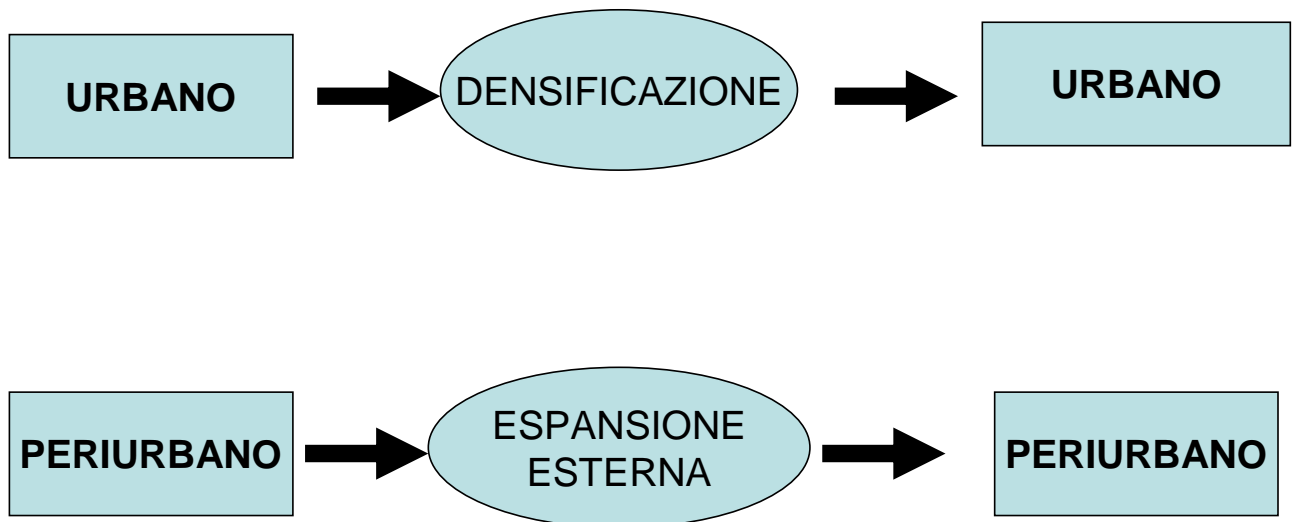 URBANO
DENSIFICAZIONE
URBANO
PERIURBANO
ESPANSIONE
ESTERNA
PERIURBANO